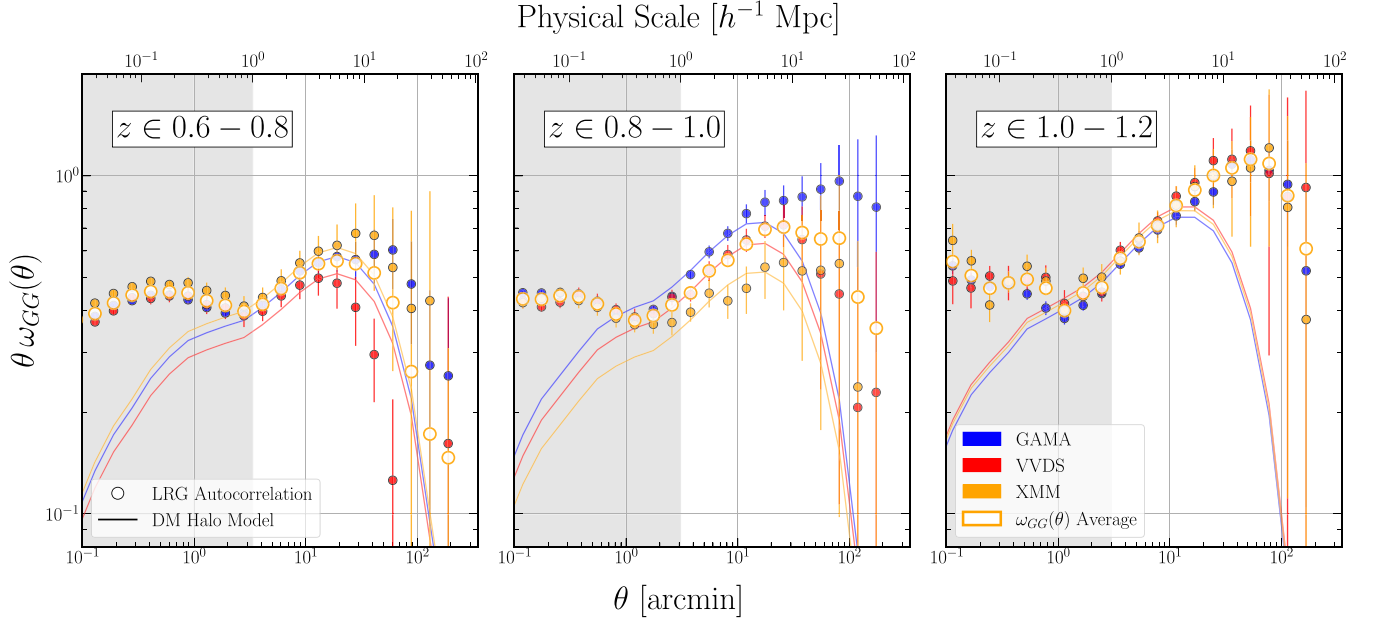 Physical Scale [h⁻¹ Mpc]
10⁻¹ 10⁰ 10¹ 10² 10⁻¹ 10⁰ 10¹ 10² 10⁻¹ 10⁰ 10¹ 10²
z ∈ 0.6 − 0.8 z ∈ 0.8 − 1.0 z ∈ 1.0 − 1.2
10⁰
θ ω_GG(θ)
GAMA
VVDS
LRG Autocorrelation XMM
DM Halo Model ω_GG(θ) Average
10⁻¹
10⁻¹ 10⁰ 10¹ 10² 10⁻¹ 10⁰ 10¹ 10² 10⁻¹ 10⁰ 10¹ 10²
θ [arcmin]